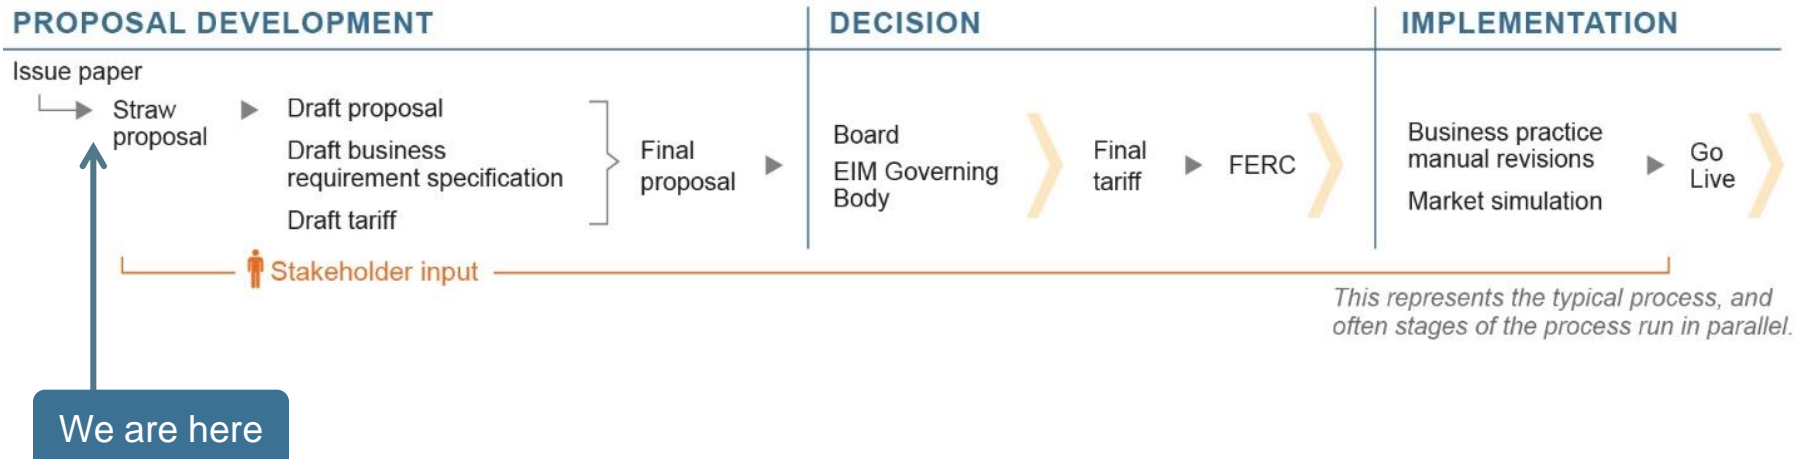 PROPOSAL DEVELOPMENT
DECISION
IMPLEMENTATION
Issue paper
Straw
proposal
Draft proposal
Draft business
requirement specification
Draft tariff
Final
proposal
Board
EIM Governing
Body
Final
tariff
FERC
Business practice
manual revisions
Market simulation
Go
Live
Stakeholder input
This represents the typical process, and
often stages of the process run in parallel.
We are here